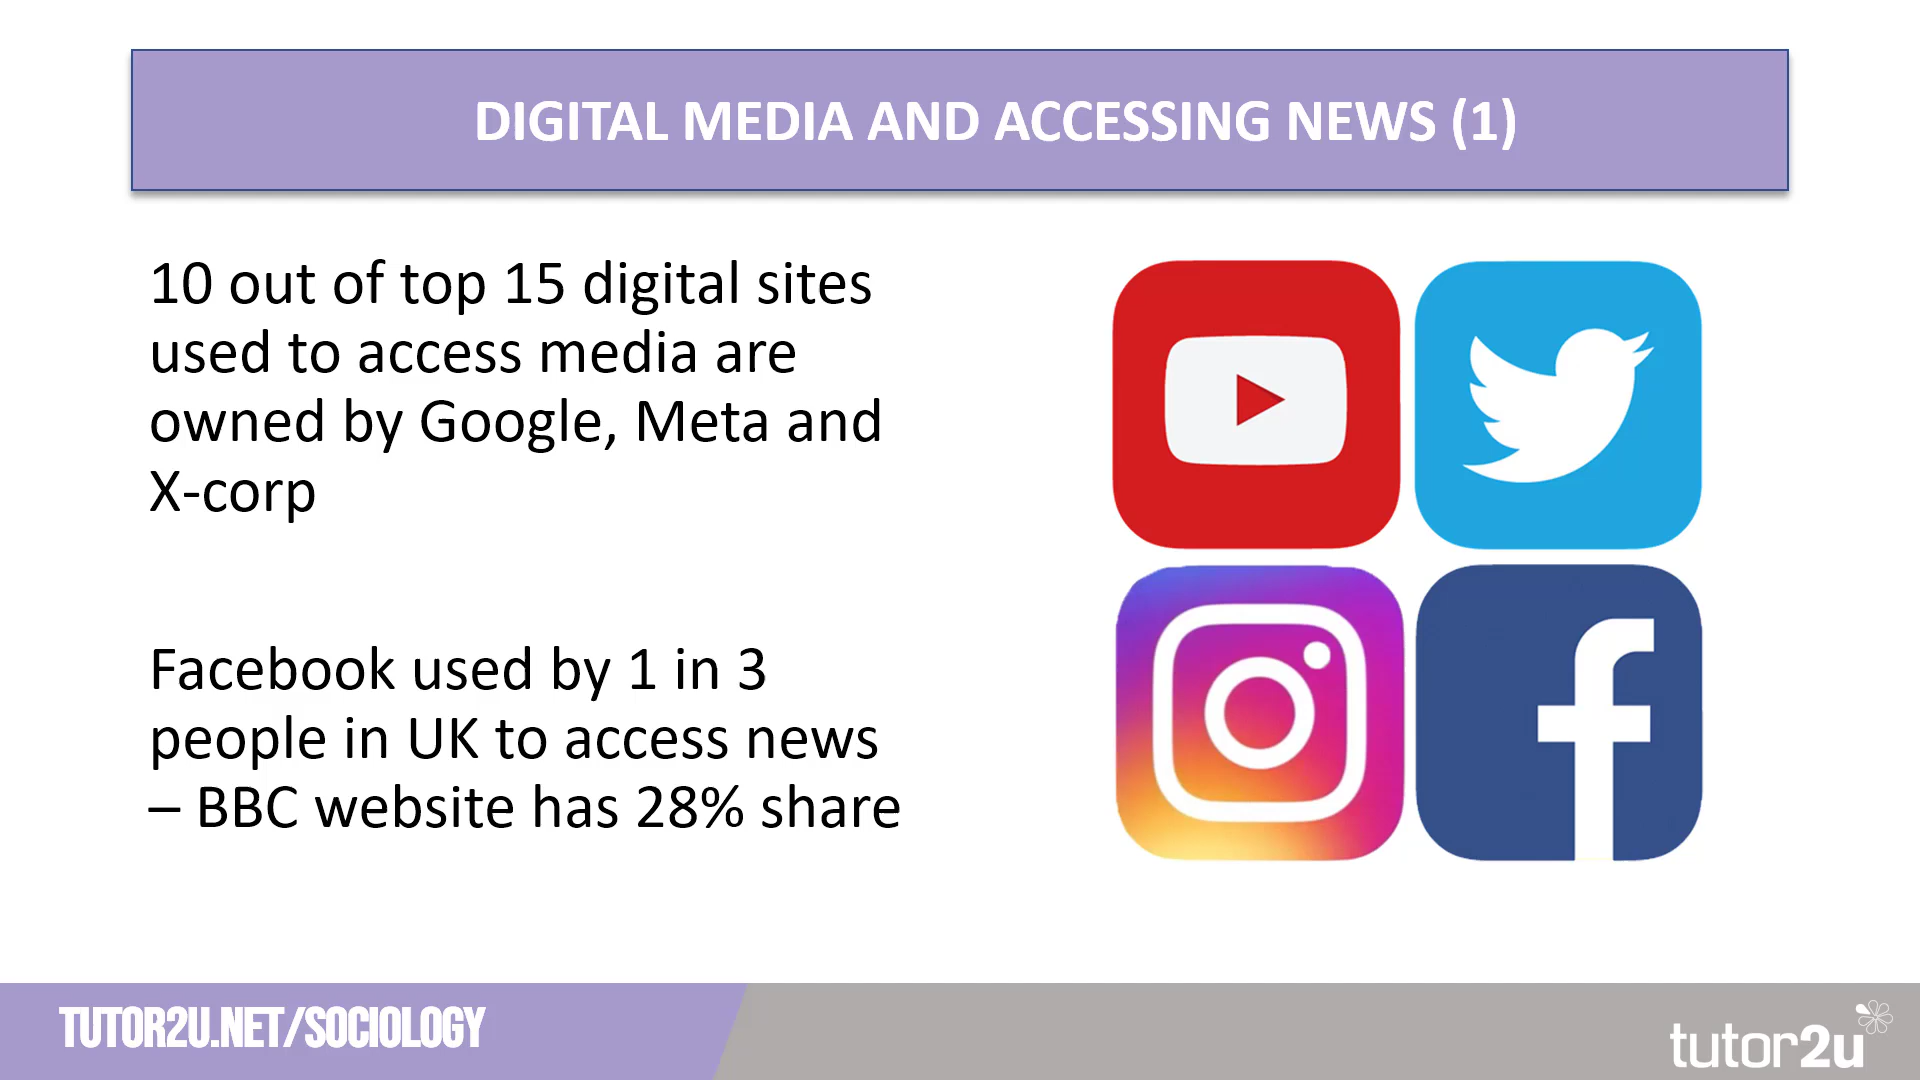 DIGITAL MEDIA AND ACCESSING NEWS (1)
10 out of top 15 digital sites
used to access media are
owned by Google, Meta and
X-corp
Facebook used by 1 in 3
people in UK to access news
– BBC website has 28% share
TUTOR2U.NET/SOCIOLOGY
tutor2u